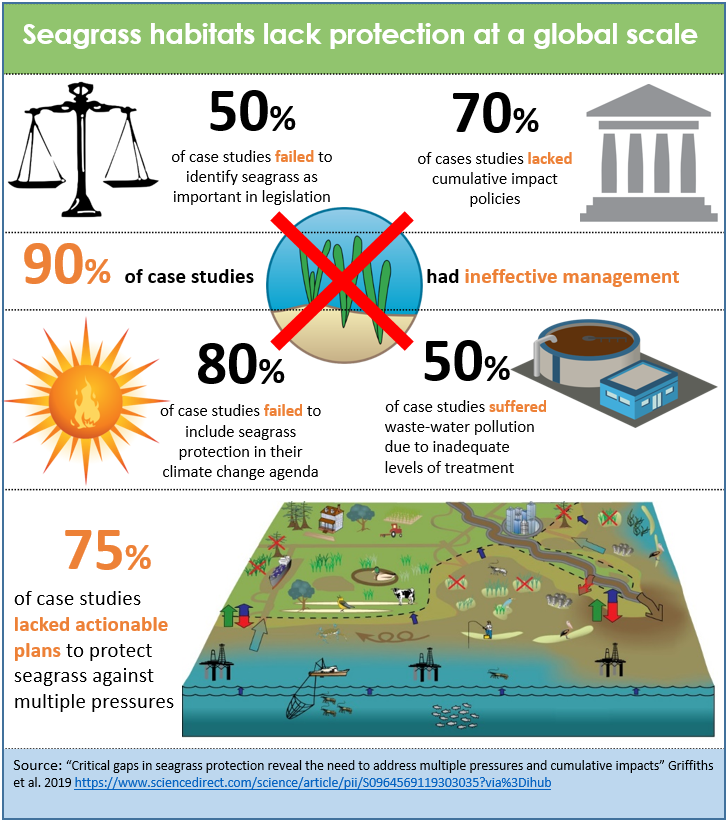 Seagrass habitats lack protection at a global scale
50%
of case studies failed to
identify seagrass as
important in legislation
70%
of cases studies lacked
cumulative impact
policies
90% of case studies had ineffective management
80%
of case studies failed to
include seagrass
protection in their
climate change agenda
50%
of case studies suffered
waste-water pollution
due to inadequate
levels of treatment
75%
of case studies
lacked actionable
plans to protect
seagrass against
multiple pressures
Source: “Critical gaps in seagrass protection reveal the need to address multiple pressures and cumulative impacts” Griffiths
et al. 2019 https://www.sciencedirect.com/science/article/pii/S0964569119303035?via%3Dihub